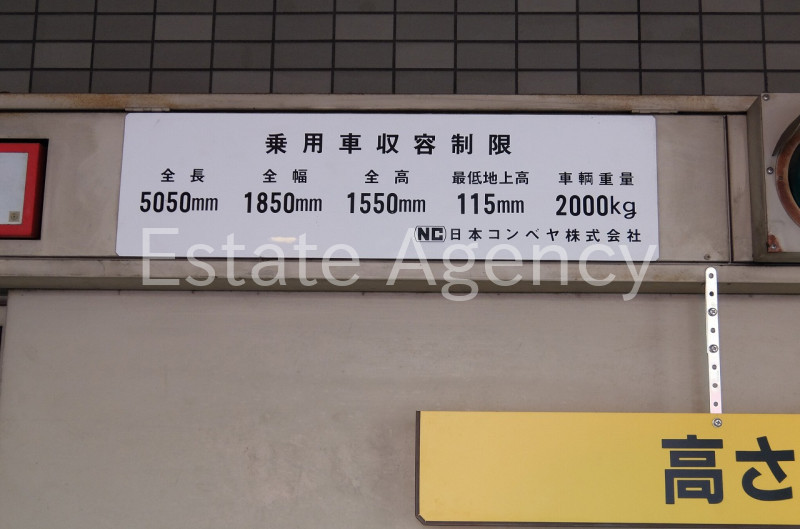 乗用車収容制限
全長 全幅 全高 最低地上高 車輌重量
5050mm 1850mm 1550mm 115mm 2000kg
NC 日本コンベヤ株式会社
Estate Agency
高さ